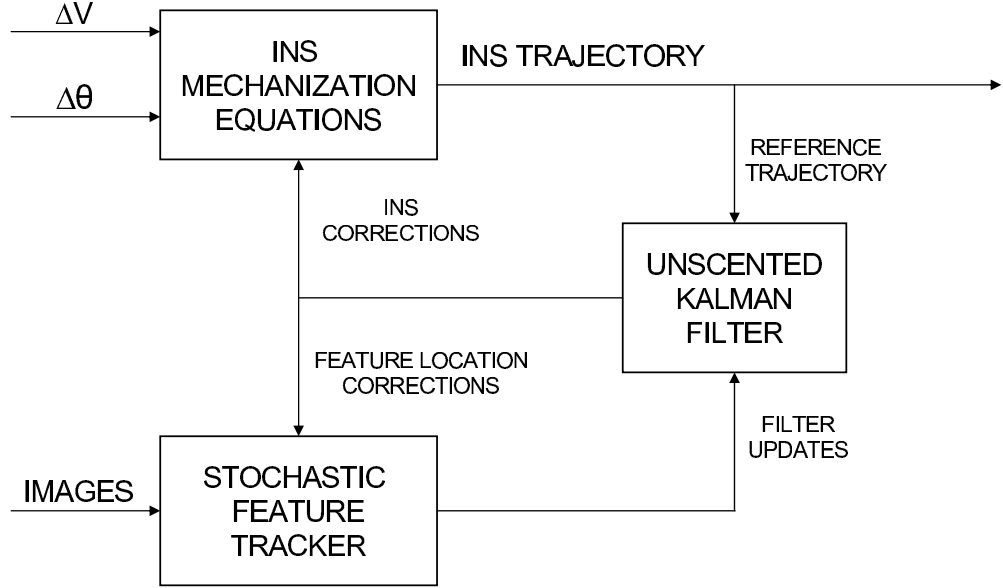 ΔV
Δθ
INS
MECHANIZATION
EQUATIONS
INS TRAJECTORY
REFERENCE
TRAJECTORY
INS
CORRECTIONS
UNSCENTED
KALMAN
FILTER
FEATURE LOCATION
CORRECTIONS
FILTER
UPDATES
IMAGES
STOCHASTIC
FEATURE
TRACKER